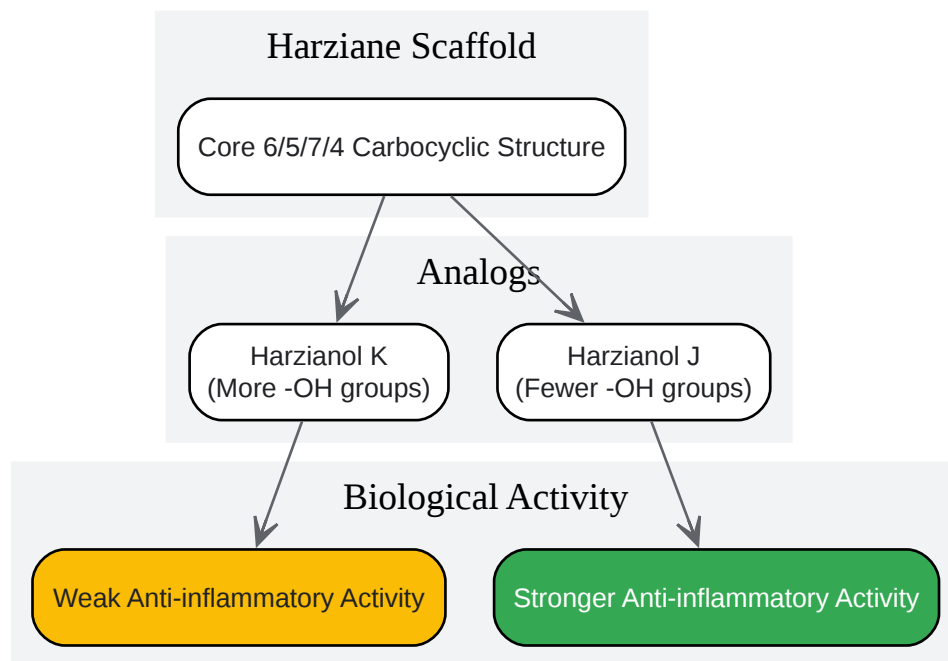 Harziane Scaffold
Core 6/5/7/4 Carbocyclic Structure
Analogs
Harzianol K
(More -OH groups)
Harzianol J
(Fewer -OH groups)
Biological Activity
Weak Anti-inflammatory Activity
Stronger Anti-inflammatory Activity